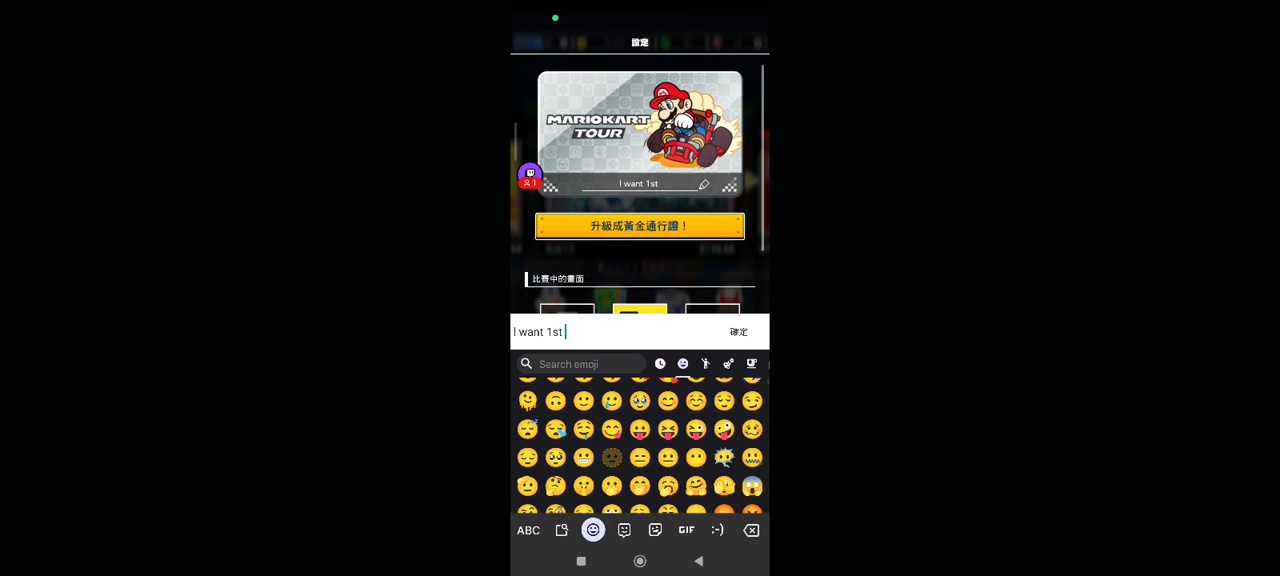 設定
MARIOKART
TOUR
1
I want 1st
升級成黃金通行證！
比賽中的畫面
I want 1st
確定
Search emoji
ABC
GIF
:-)